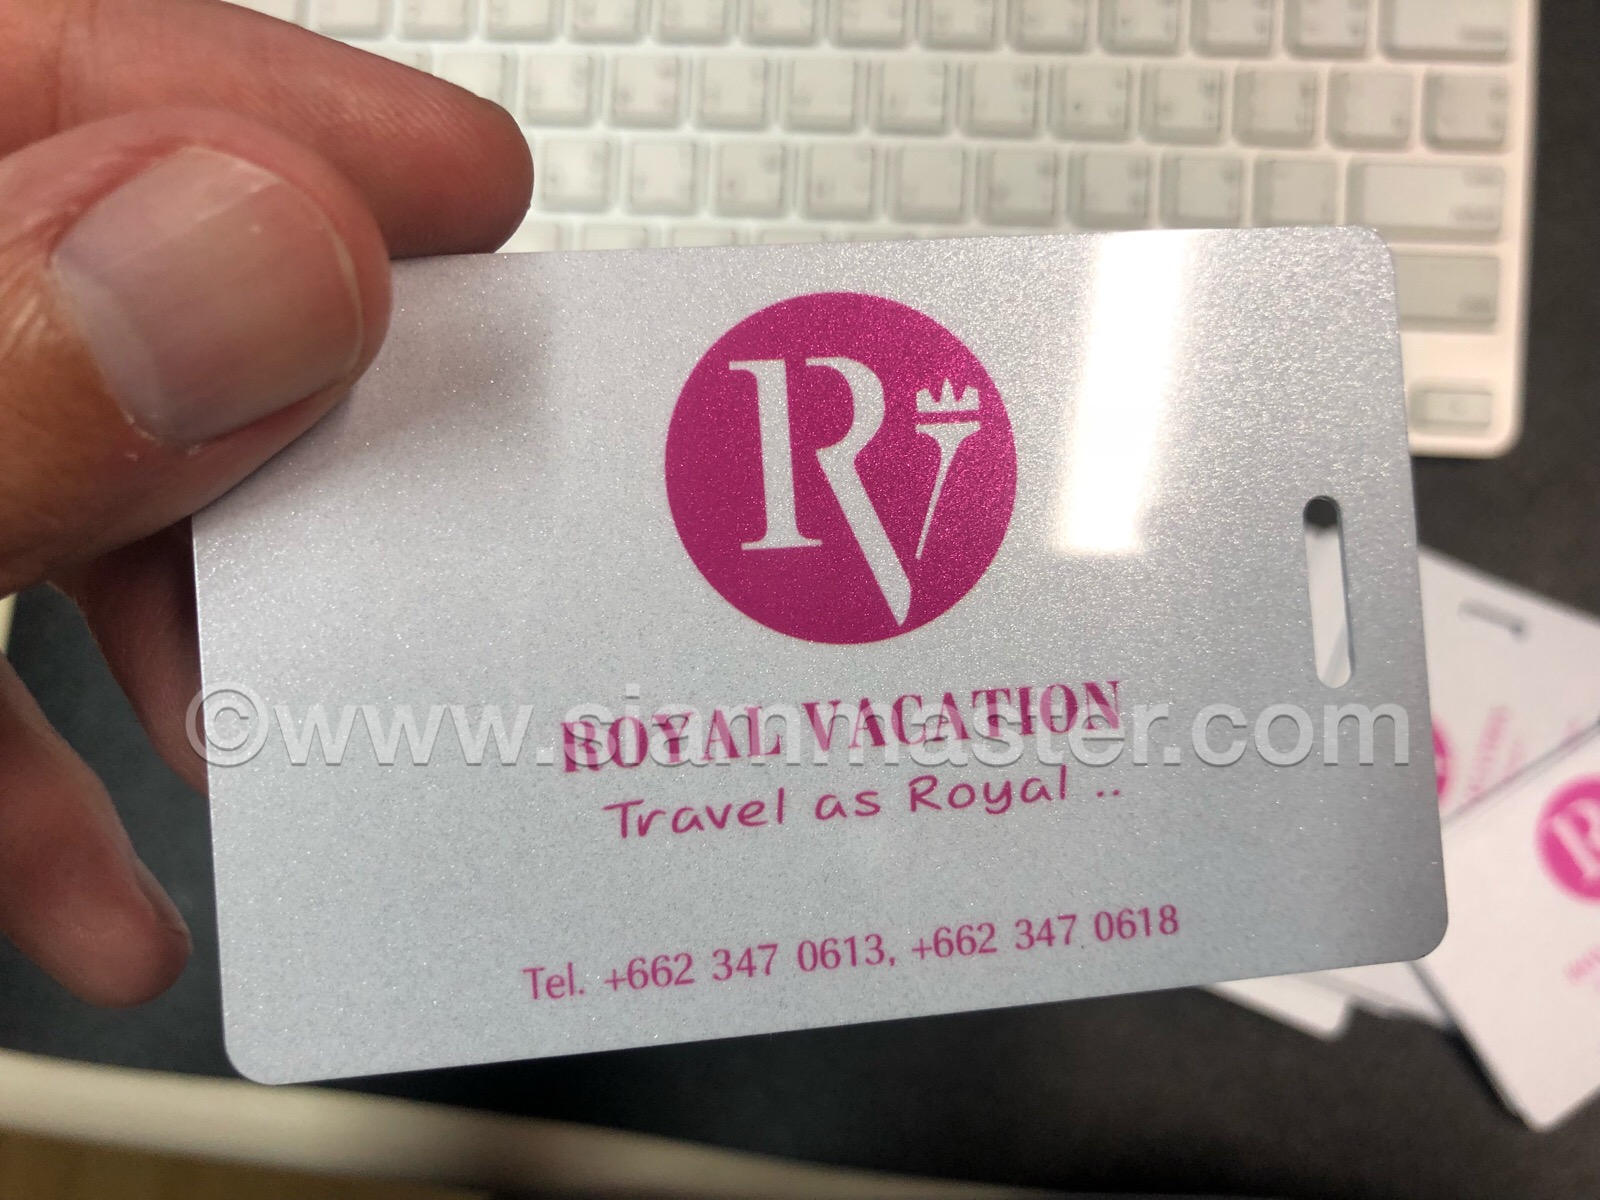 RV
ROYAL VACATION
©www.siammaster.com
Travel as Royal ..
Tel. +662 347 0613, +662 347 0618